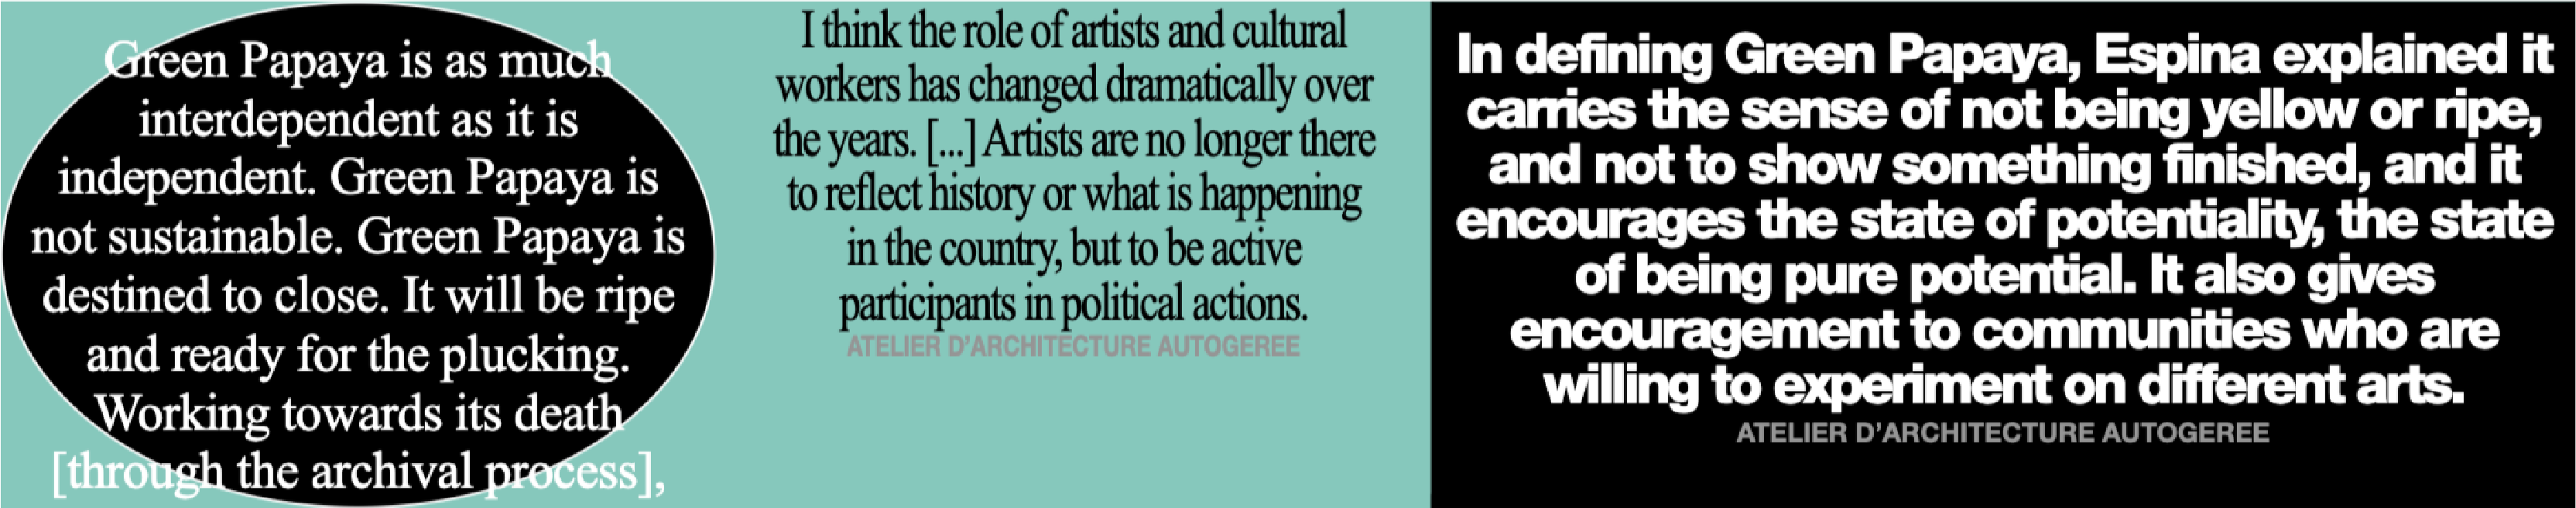 Green Papaya is as much
interdependent as it is
independent. Green Papaya is
not sustainable. Green Papaya is
destined to close. It will be ripe
and ready for the plucking.
Working towards its death
[through the archival process],
I think the role of artists and cultural
workers has changed dramatically over
the years. [...] Artists are no longer there
to reflect history or what is happening
in the country, but to be active
participants in political actions.
ATELIER D'ARCHITECTURE AUTOGEREE
In defining Green Papaya, Espina explained it
carries the sense of not being yellow or ripe,
and not to show something finished, and it
encourages the state of potentiality, the state
of being pure potential. It also gives
encouragement to communities who are
willing to experiment on different arts.
ATELIER D'ARCHITECTURE AUTOGEREE